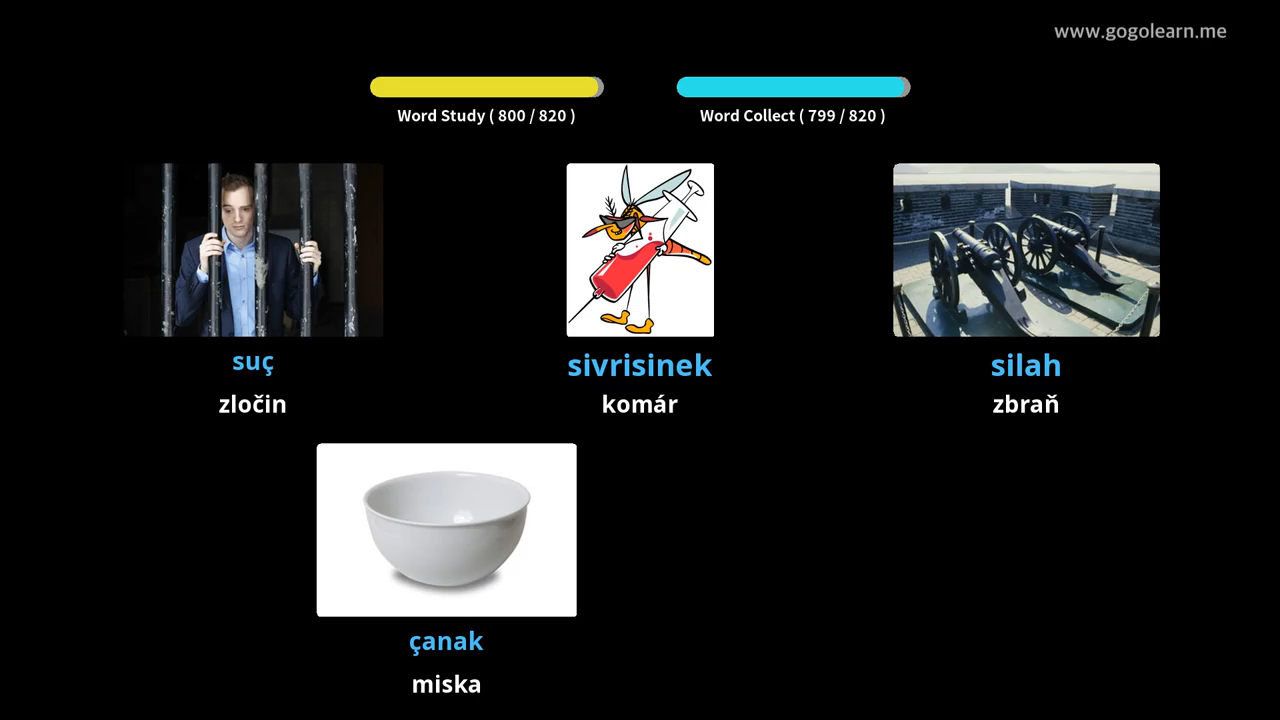 www.gogolearn.me
Word Study ( 800 / 820 )
Word Collect ( 799 / 820 )
suç
sivrisinek
silah
zločin
komár
zbraň
çanak
miska